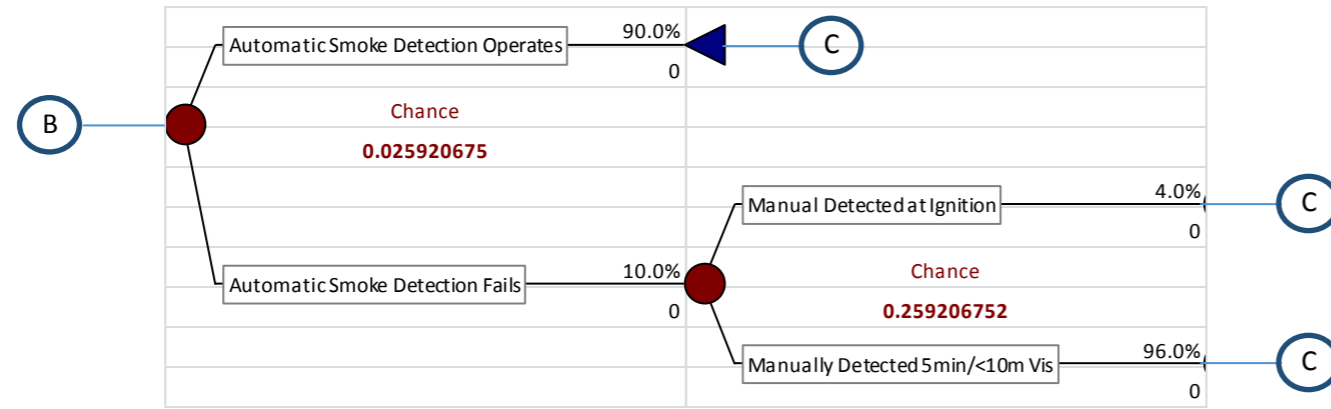 Automatic Smoke Detection Operates
90.0%
0
C
B
Chance
0.025920675
Manual Detected at Ignition
4.0%
0
C
Automatic Smoke Detection Fails
10.0%
0
Chance
0.259206752
Manually Detected 5min/<10m Vis
96.0%
0
C